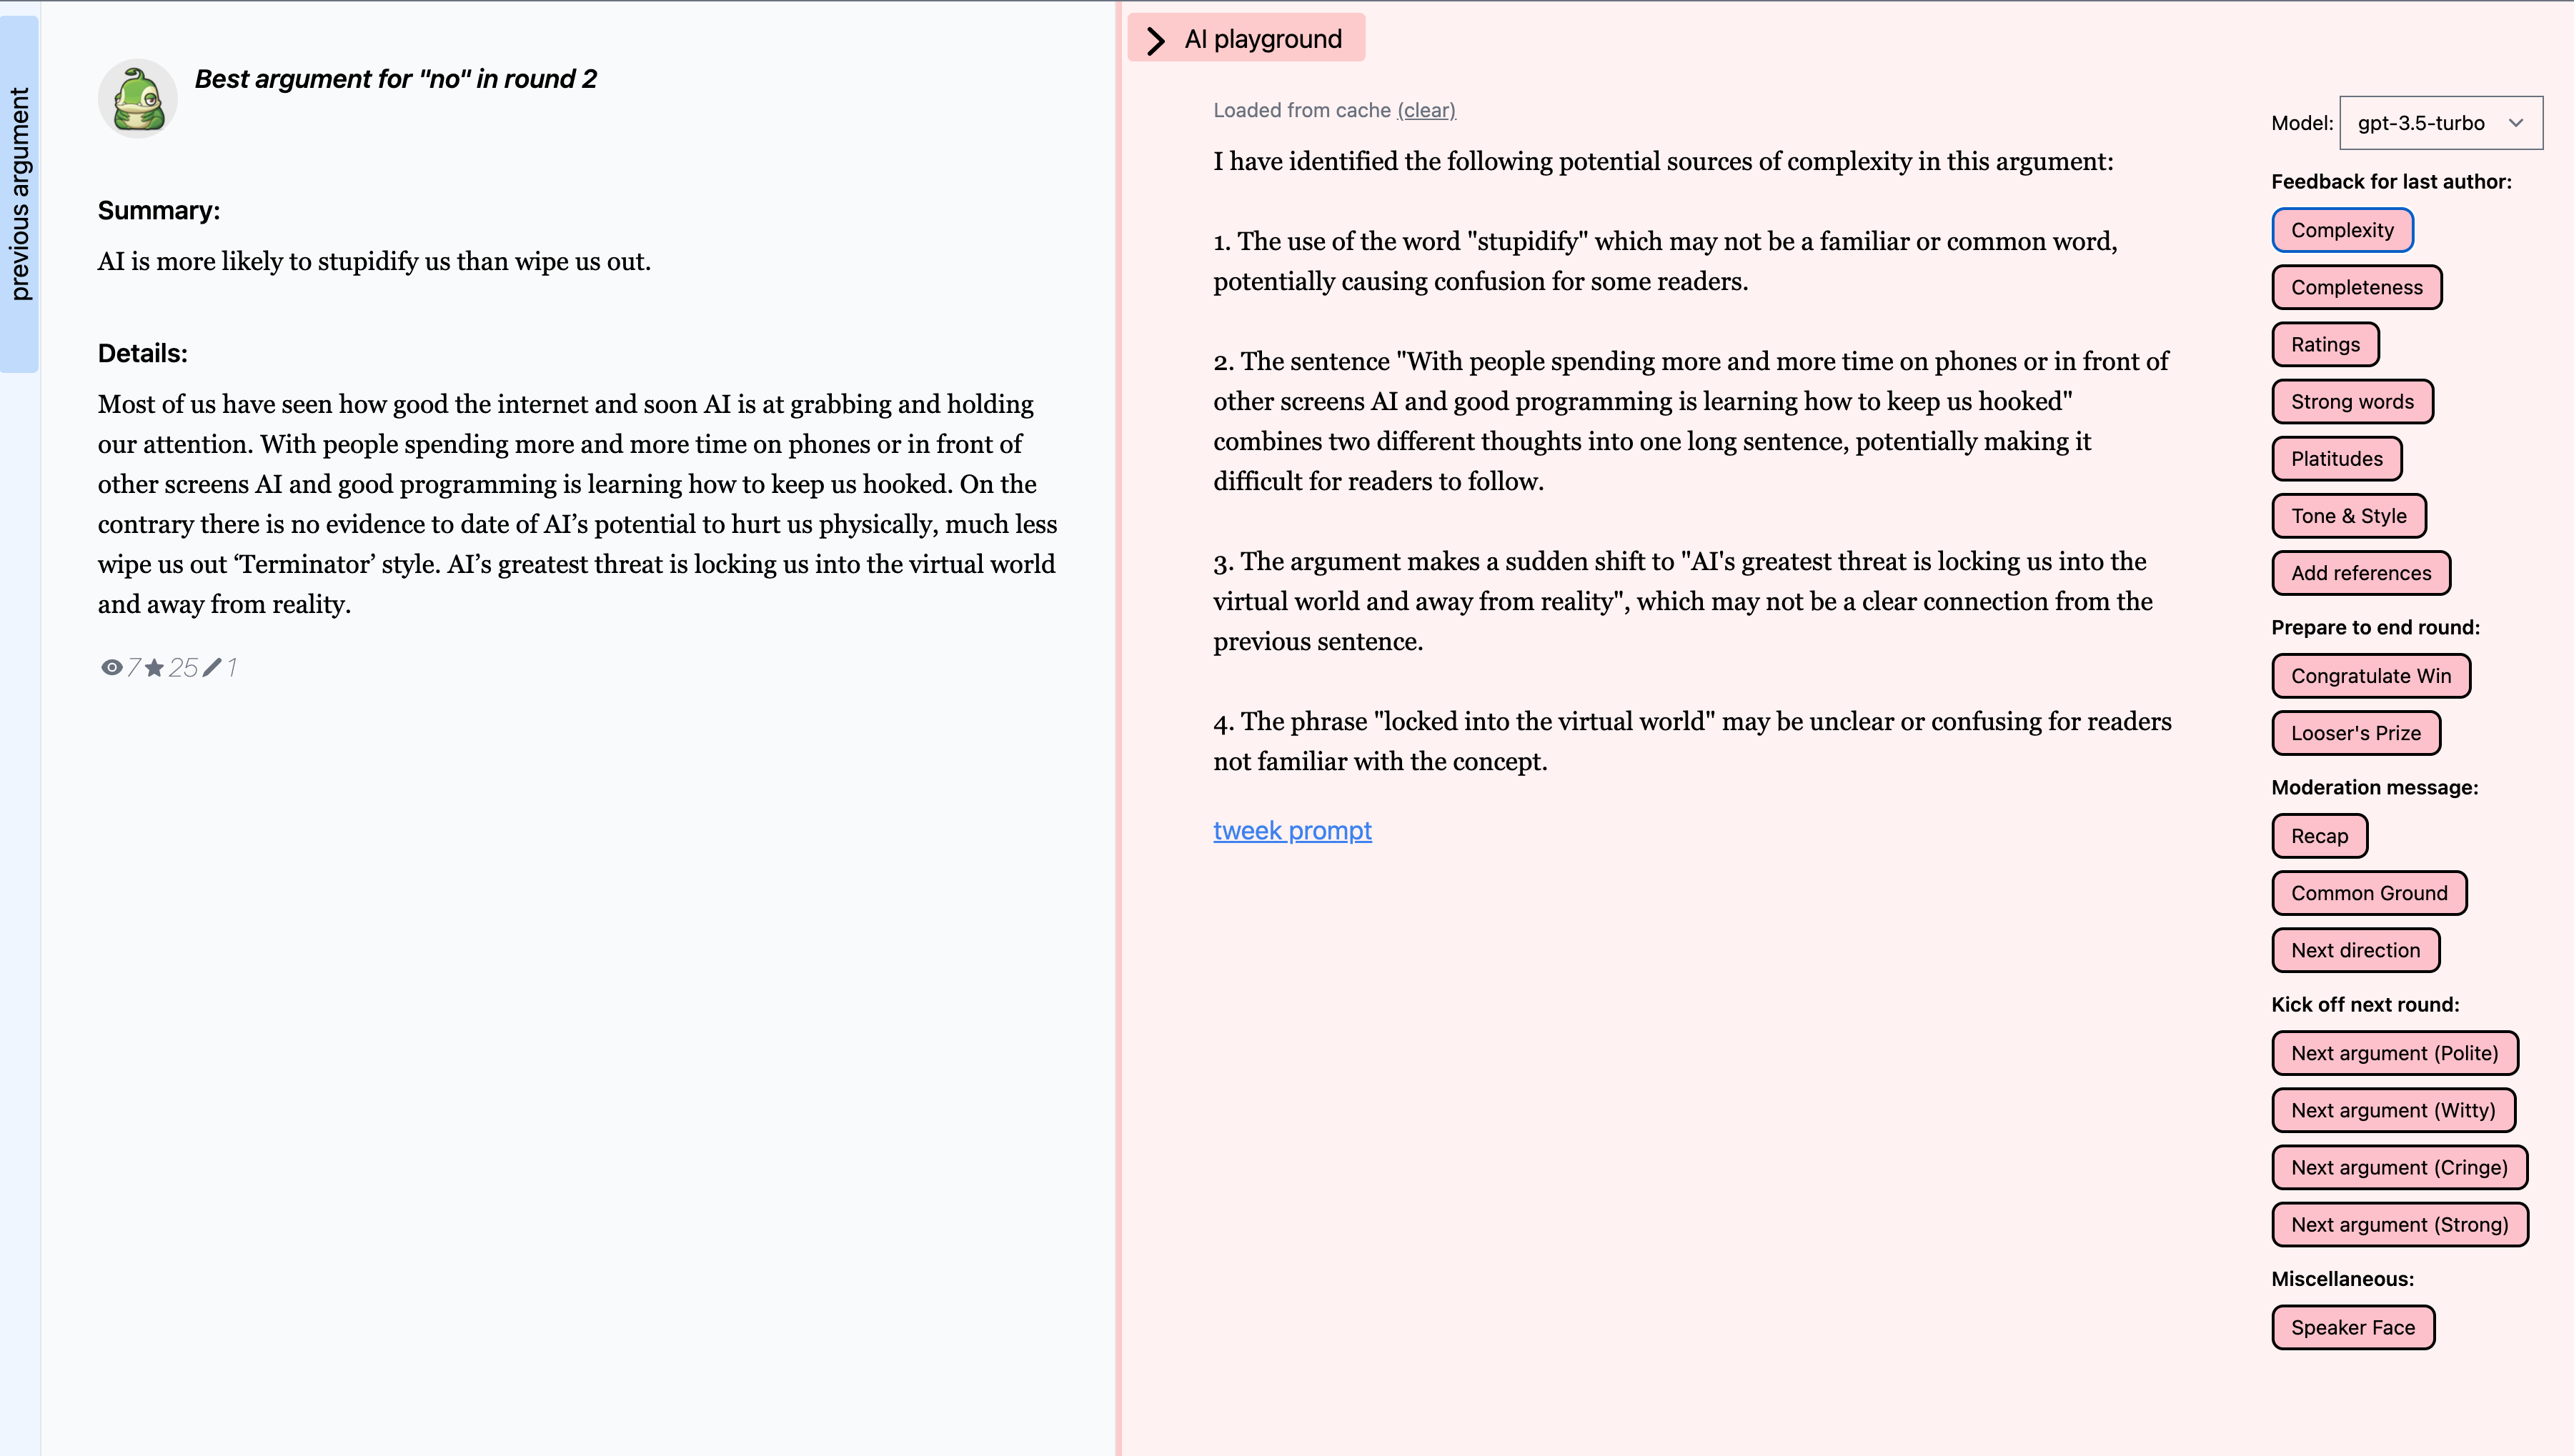 previous argument
Best argument for "no" in round 2
Summary:
AI is more likely to stupidify us than wipe us out.
Details:
Most of us have seen how good the internet and soon AI is at grabbing and holding
our attention. With people spending more and more time on phones or in front of
other screens AI and good programming is learning how to keep us hooked. On the
contrary there is no evidence to date of AI’s potential to hurt us physically, much less
wipe us out ‘Terminator’ style. AI’s greatest threat is locking us into the virtual world
and away from reality.
7 25 1
AI playground
Loaded from cache (clear)
I have identified the following potential sources of complexity in this argument:
1. The use of the word "stupidify" which may not be a familiar or common word,
potentially causing confusion for some readers.
2. The sentence "With people spending more and more time on phones or in front of
other screens AI and good programming is learning how to keep us hooked"
combines two different thoughts into one long sentence, potentially making it
difficult for readers to follow.
3. The argument makes a sudden shift to "AI's greatest threat is locking us into the
virtual world and away from reality", which may not be a clear connection from the
previous sentence.
4. The phrase "locked into the virtual world" may be unclear or confusing for readers
not familiar with the concept.
tweek prompt
Model: gpt-3.5-turbo
Feedback for last author:
Complexity
Completeness
Ratings
Strong words
Platitudes
Tone & Style
Add references
Prepare to end round:
Congratulate Win
Looser's Prize
Moderation message:
Recap
Common Ground
Next direction
Kick off next round:
Next argument (Polite)
Next argument (Witty)
Next argument (Cringe)
Next argument (Strong)
Miscellaneous:
Speaker Face